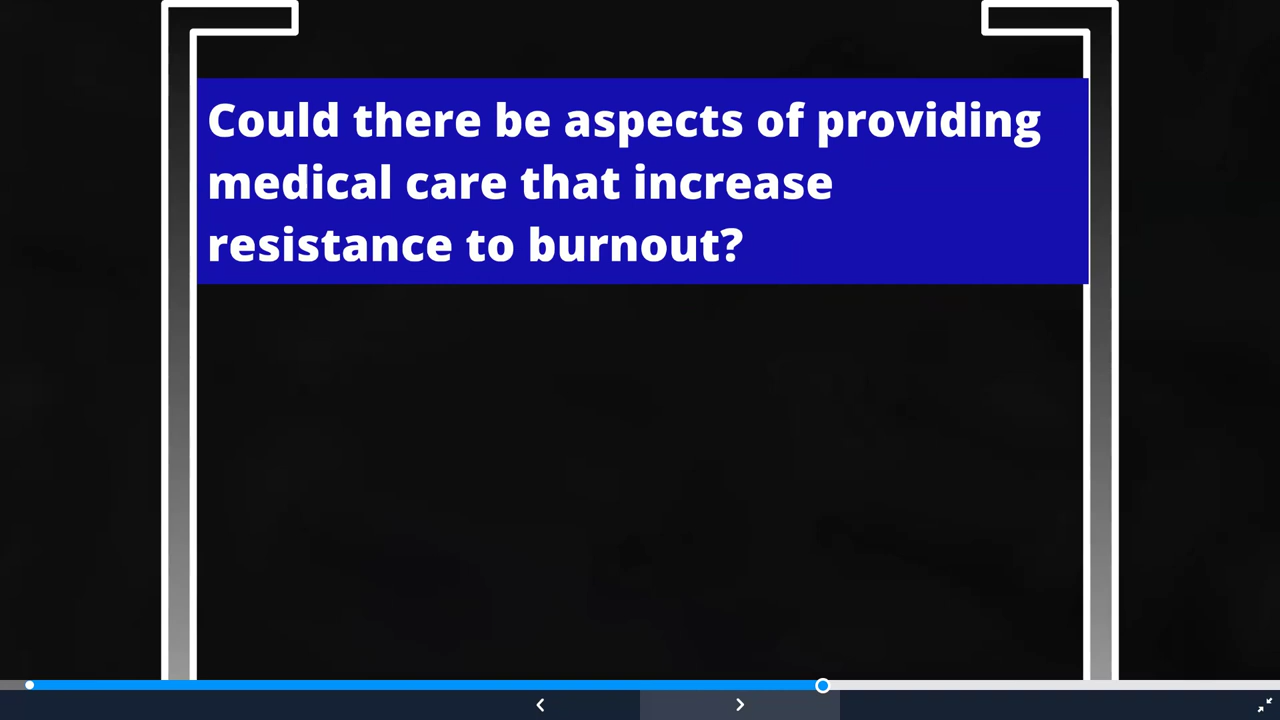 Could there be aspects of providing
medical care that increase
resistance to burnout?